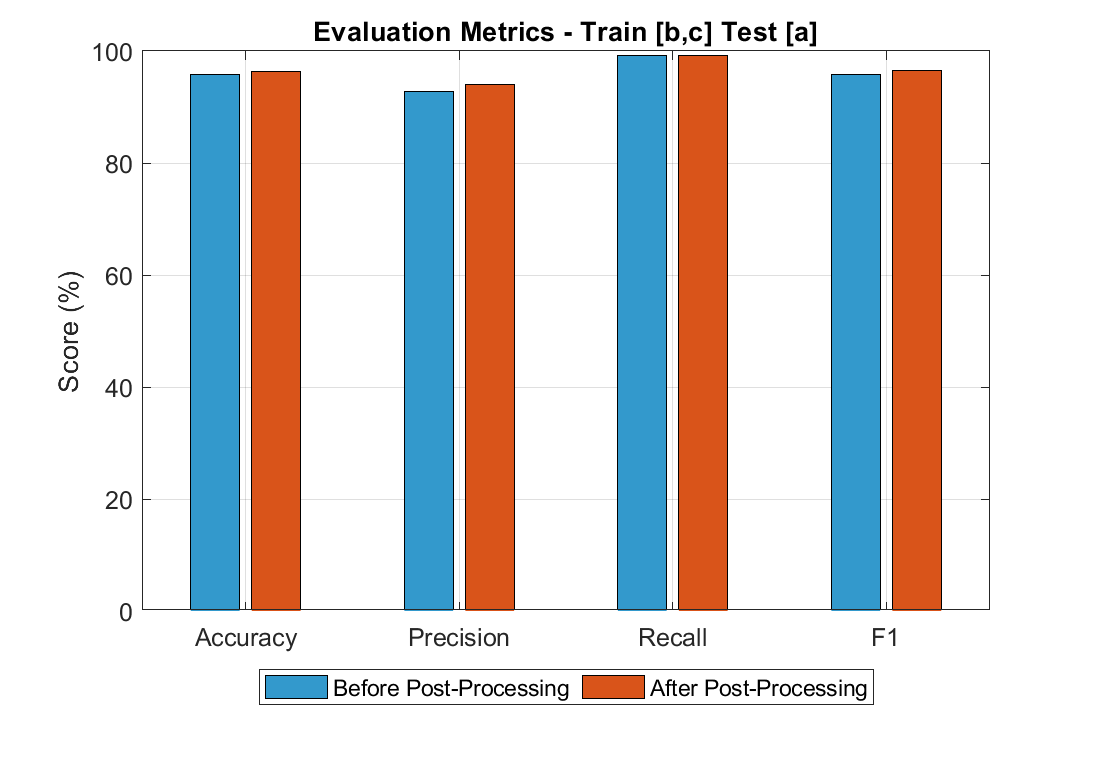 Evaluation Metrics - Train [b,c] Test [a]
100
80
60
40
20
0
Score (%)
Accuracy Precision Recall F1
Before Post-Processing After Post-Processing